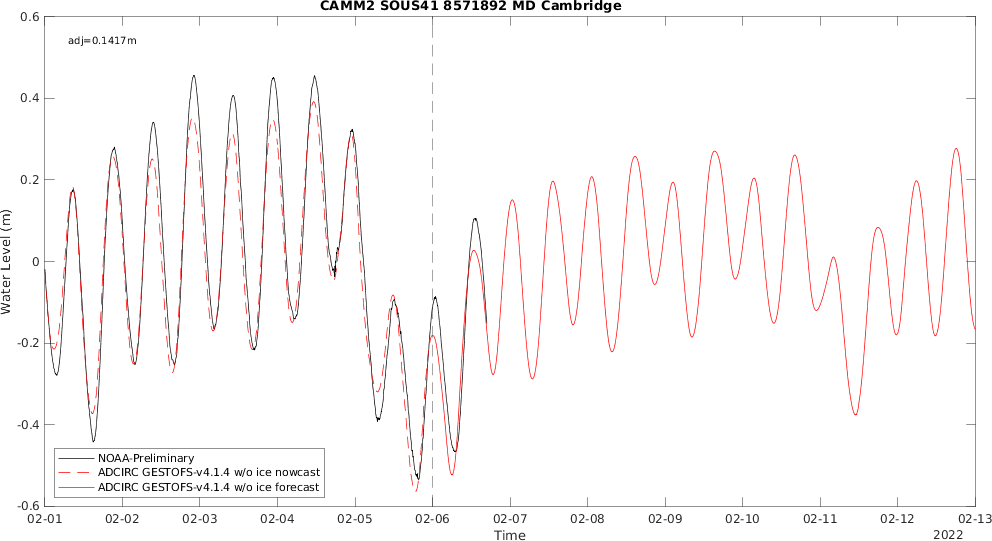 CAMM2 SOUS41 8571892 MD Cambridge
adj=0.1417m
0.6
0.4
0.2
0
-0.2
-0.4
-0.6
Water Level (m)
NOAA-Preliminary
ADCIRC GESTOFS-v4.1.4 w/o ice nowcast
ADCIRC GESTOFS-v4.1.4 w/o ice forecast
02-01 02-02 02-03 02-04 02-05 02-06 02-07 02-08 02-09 02-10 02-11 02-12 02-13
Time
2022